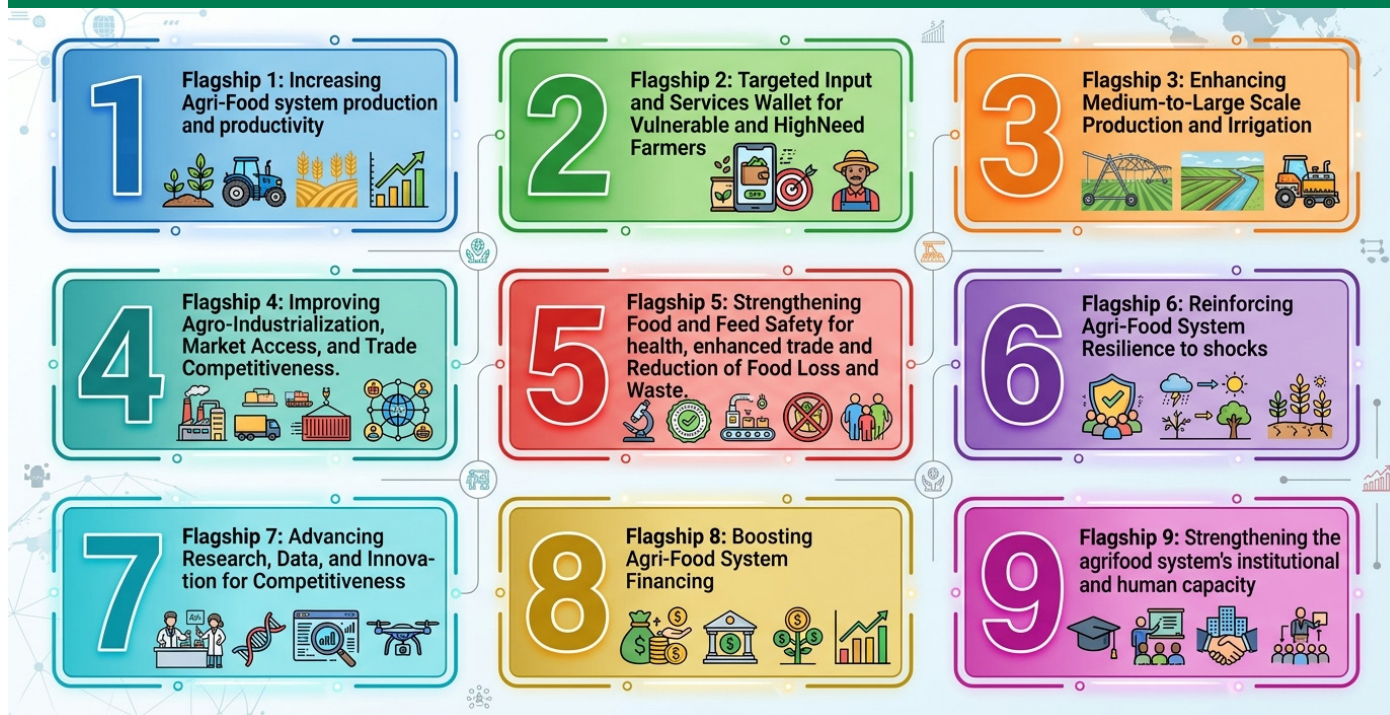 1
Flagship 1: Increasing
Agri-Food system production
and productivity
2
Flagship 2: Targeted Input
and Services Wallet for
Vulnerable and HighNeed
Farmers
3
Flagship 3: Enhancing
Medium-to-Large Scale
Production and Irrigation
4
Flagship 4: Improving
Agro-Industrialization,
Market Access, and Trade
Competitiveness.
5
Flagship 5: Strengthening
Food and Feed Safety for
health, enhanced trade and
Reduction of Food Loss and
Waste.
6
Flagship 6: Reinforcing
Agri-Food System
Resilience to shocks
7
Flagship 7: Advancing
Research, Data, and Innova-
tion for Competitiveness
8
Flagship 8: Boosting
Agri-Food System
Financing
9
Flagship 9: Strengthening the
agrifood system's institutional
and human capacity